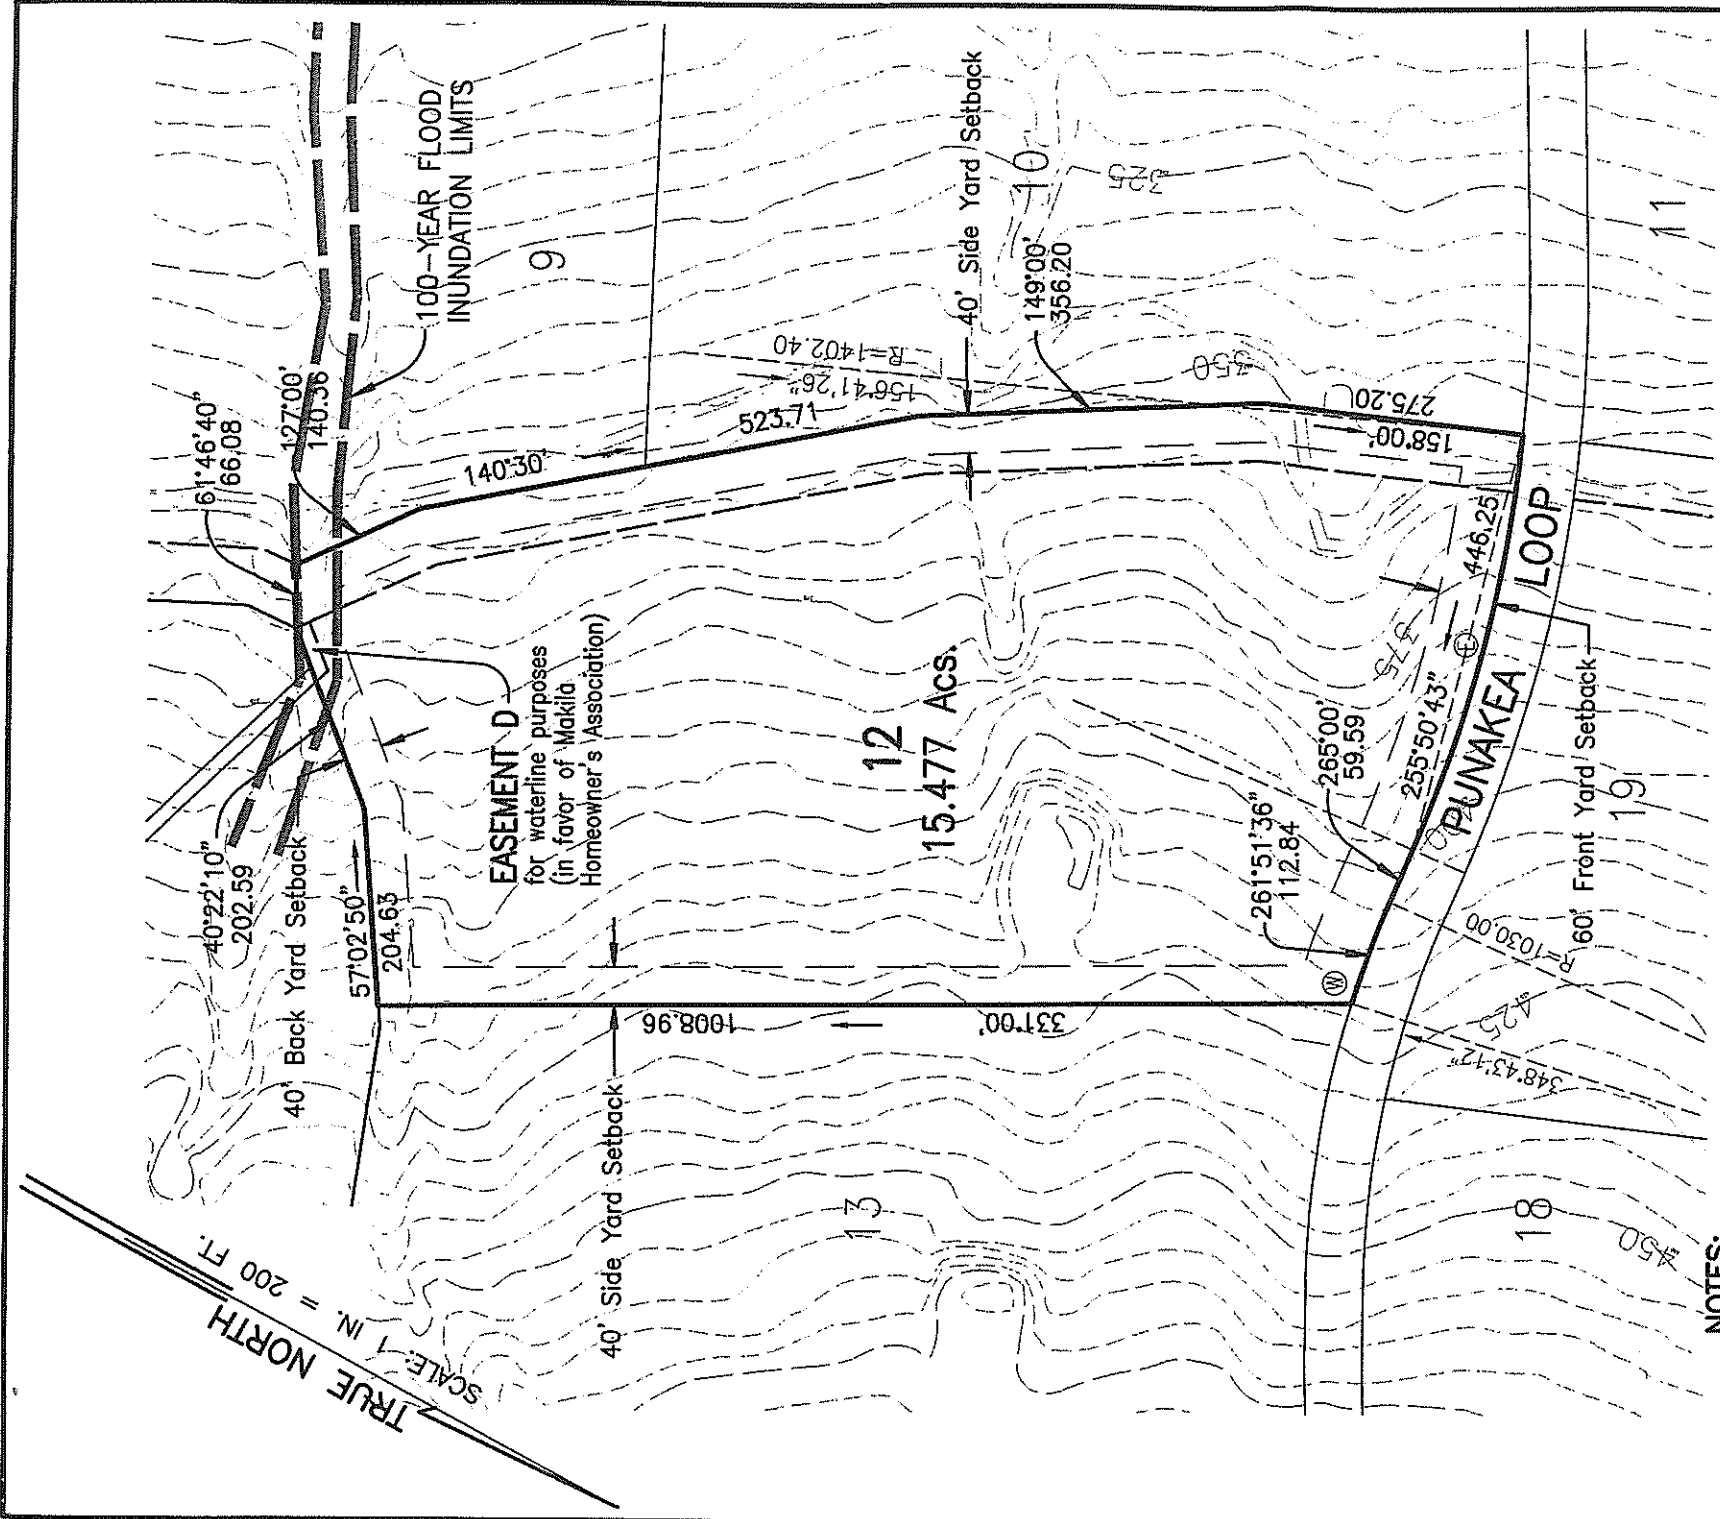 TRUE NORTH
SCALE: 1 IN. = 200 FT.
61°46'40"
66.08
127°00'
140.36
100-YEAR FLOOD
INUNDATION LIMITS
9
40' Side Yard Setback
10
325
149°00'
356.20
R=1402.40
156°41'26"
350
140°30'
523.71
275.20
158°00'
11
446.25
LOOP
PUNAKEA
375
255°50'43"
265°00'
59.59
261°51'36"
112.84
60' Front Yard Setback
19
R=1030.00
425
348°43'12"
18
450
NOTES:
40°22'10"
202.59
40' Back Yard Setback
57°02'50"
204.63
EASEMENT D
for waterline purposes
(in favor of Makila
Homeowner's Association)
12
15.477 Acs.
W
E
1008.96
331°00'
40' Side Yard Setback
13